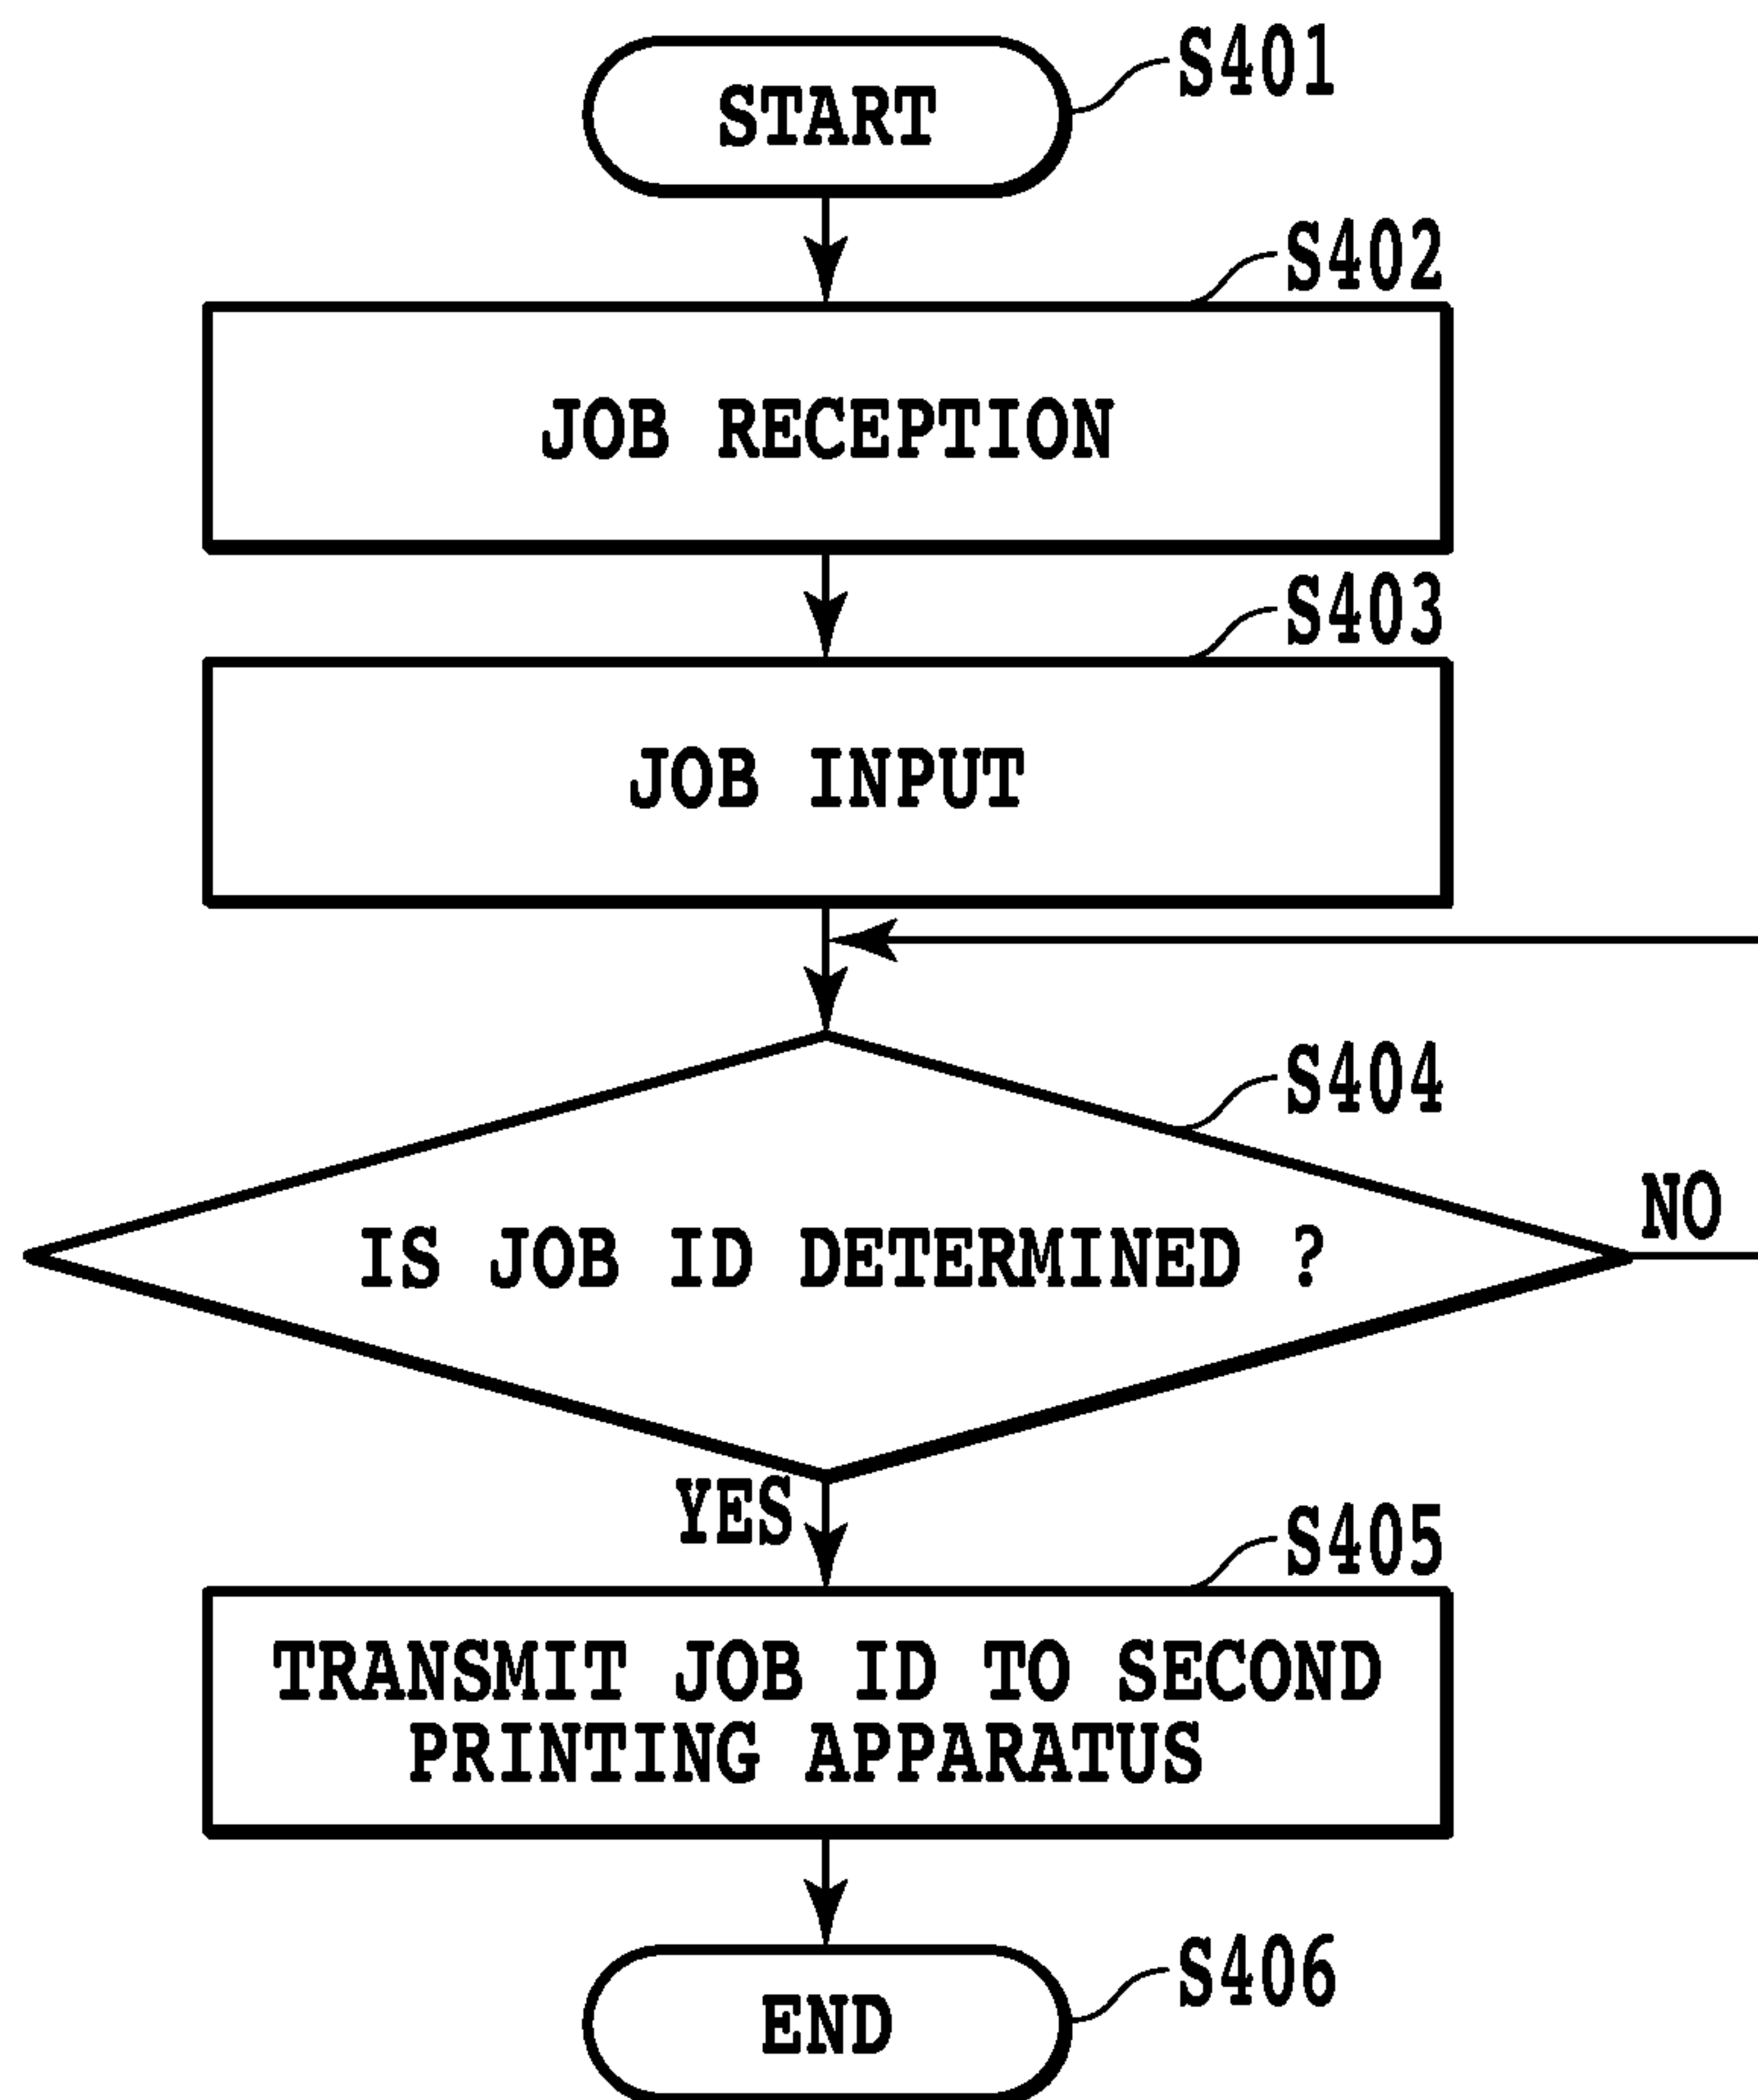 START
S401
S402
JOB RECEPTION
S403
JOB INPUT
S404
IS JOB ID DETERMINED ?
NO
YES
S405
TRANSMIT JOB ID TO SECOND
PRINTING APPARATUS
END
S406